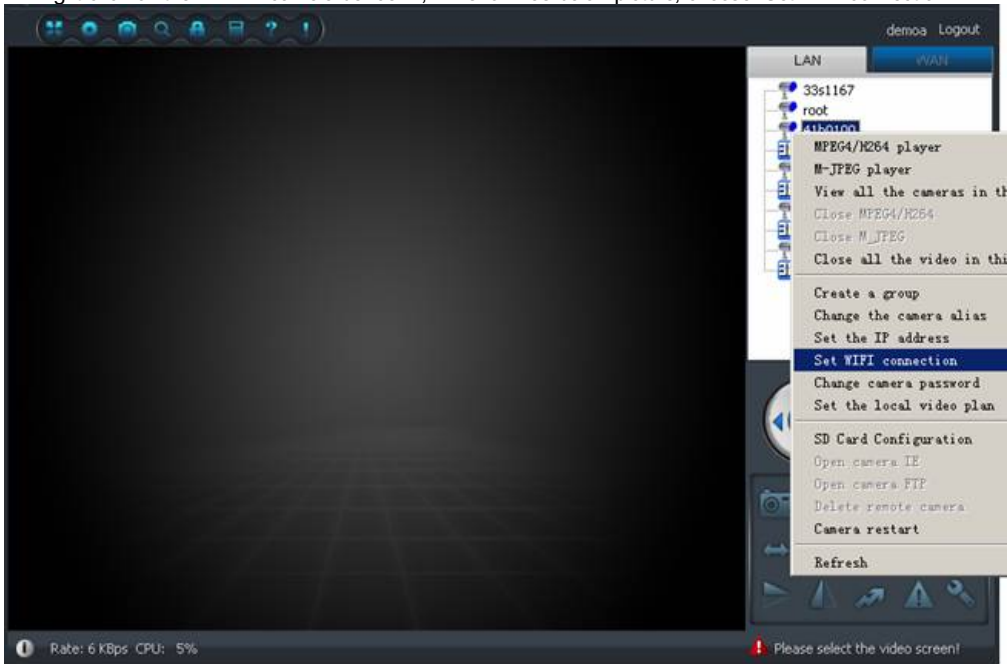 demoa Logout
LAN WAN
33s1167
root
41b0100
MPEG4/H264 player
M-JPEG player
View all the cameras in th
Close MPEG4/H264
Close M_JPEG
Close all the video in thi
Create a group
Change the camera alias
Set the IP address
Set WIFI connection
Change camera password
Set the local video plan
SD Card Configuration
Open camera IE
Open camera FTP
Delete remote camera
Camera restart
Refresh
Rate: 6 KBps CPU: 5%
Please select the video screen!